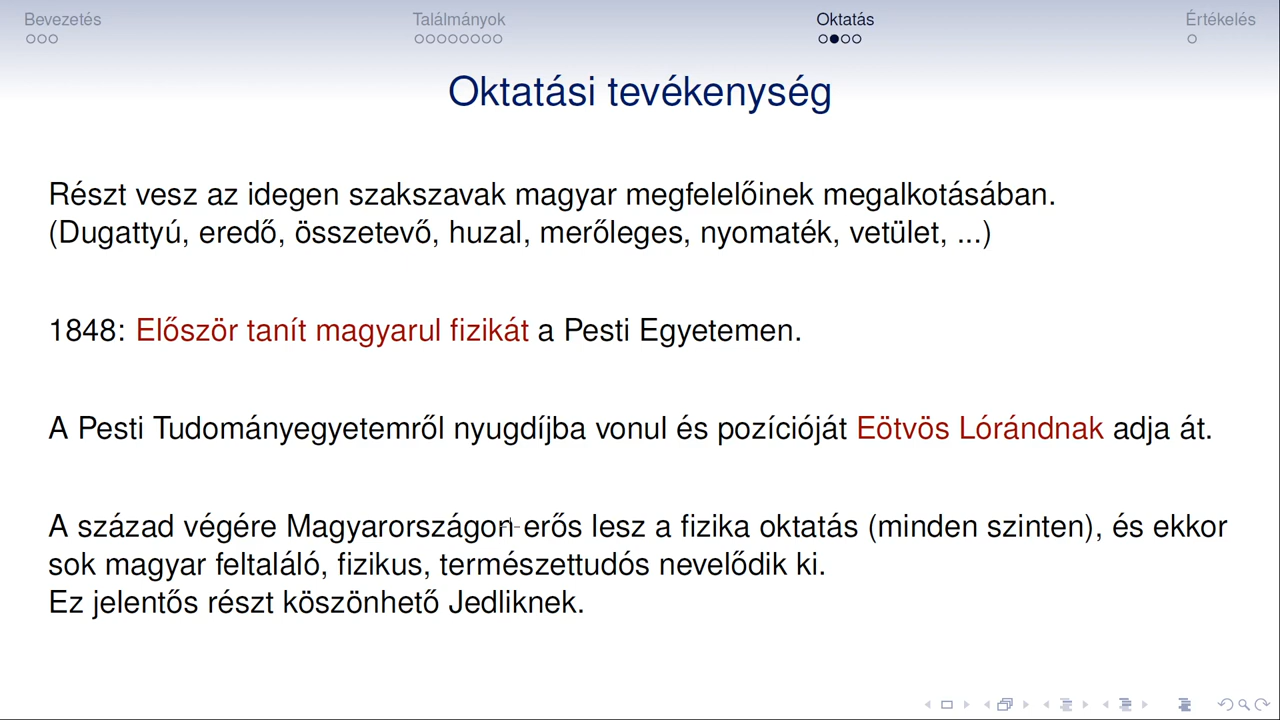 Bevezetés Találmányok Oktatás Értékelés
Oktatási tevékenység
Részt vesz az idegen szakszavak magyar megfelelőinek megalkotásában.
(Dugattyú, eredő, összetevő, huzal, merőleges, nyomaték, vetület, ...)
1848: Először tanít magyarul fizikát a Pesti Egyetemen.
A Pesti Tudományegyetemről nyugdíjba vonul és pozícióját Eötvös Lórándnak adja át.
A század végére Magyarországon erős lesz a fizika oktatás (minden szinten), és ekkor
sok magyar feltaláló, fizikus, természettudós nevelődik ki.
Ez jelentős részt köszönhető Jedliknek.